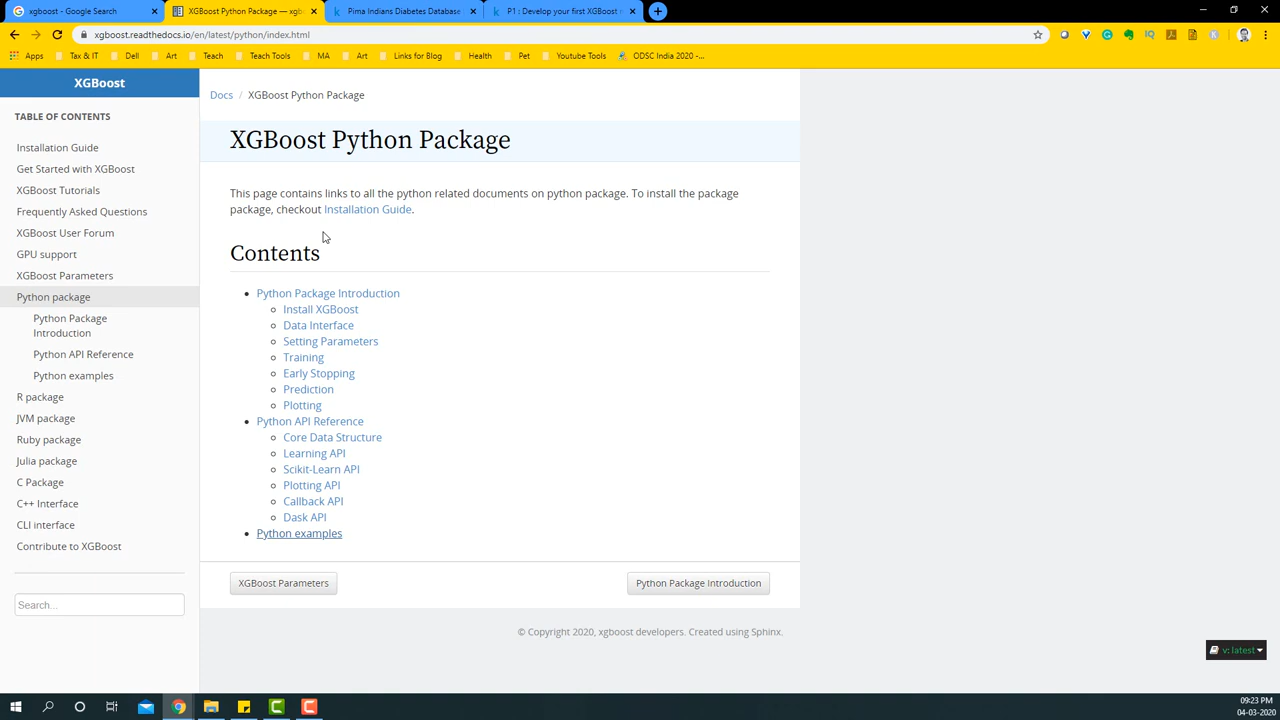 xgboost - Google Search
XGBoost Python Package — xgb
Pima Indians Diabetes Database
P1 : Develop your first XGBoost
xgboost.readthedocs.io/en/latest/python/index.html
Apps
Tax & IT
Dell
Art
Teach
Teach Tools
MA
Art
Links for Blog
Health
Pet
Youtube Tools
ODSC India 2020 -...
XGBoost
TABLE OF CONTENTS
Installation Guide
Get Started with XGBoost
XGBoost Tutorials
Frequently Asked Questions
XGBoost User Forum
GPU support
XGBoost Parameters
Python package
Python Package
Introduction
Python API Reference
Python examples
R package
JVM package
Ruby package
Julia package
C Package
C++ Interface
CLI interface
Contribute to XGBoost
Search...
Docs / XGBoost Python Package
XGBoost Python Package
This page contains links to all the python related documents on python package. To install the package
package, checkout Installation Guide.
Contents
Python Package Introduction
Install XGBoost
Data Interface
Setting Parameters
Training
Early Stopping
Prediction
Plotting
Python API Reference
Core Data Structure
Learning API
Scikit-Learn API
Plotting API
Callback API
Dask API
Python examples
XGBoost Parameters
Python Package Introduction
© Copyright 2020, xgboost developers. Created using Sphinx.
v: latest
09:23 PM
04-03-2020